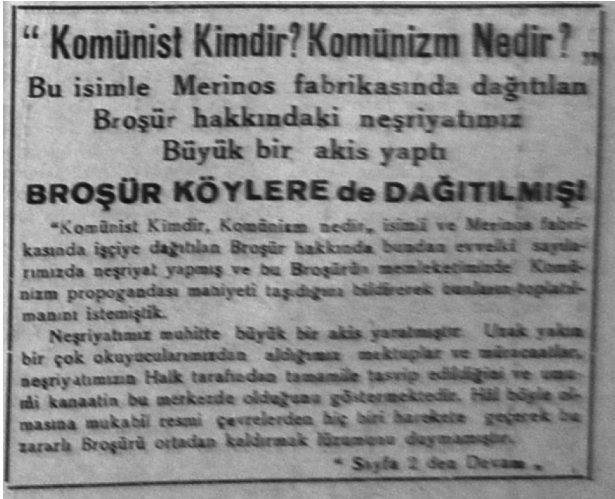 “ Komünist Kimdir? Komünizm Nedir? „
Bu isimle Merinos fabrikasında dağıtılan
Broşür hakkındaki neşriyatımız
Büyük bir akis yaptı
BROŞÜR KÖYLERE de DAĞITILMIŞ!
“Komünist Kimdir, Komünizm nedir„ isimli ve Merinos fabri-
kasında işçiye dağıtılan Broşür hakkında bundan evvelki sayıla-
rımızda neşriyat yapmış ve bu Broşürün memleketimizde Komü-
nizm propogandası mahiyeti taşıdığını bildirerek bunların toplatıl-
manını istemiştik.
Neşriyatımız muhitte büyük bir akis yaratmıştır. Uzak yakın
bir çok okuyucularımızdan aldığımız mektuplar ve müracaatlar,
neşriyatımızın Halk tarafından tamamile tasvip edildiğini ve umu-
mi kanaatin bu merkezde olduğunu göstermektedir. Hâl böyle ol-
masına mukabil resmi çevrelerden hiç biri harekete geçerek bu
zararlı Broşürü ortadan kaldırmak lüzumunu duymamıştır.
“ Sayfa 2 den Devam „